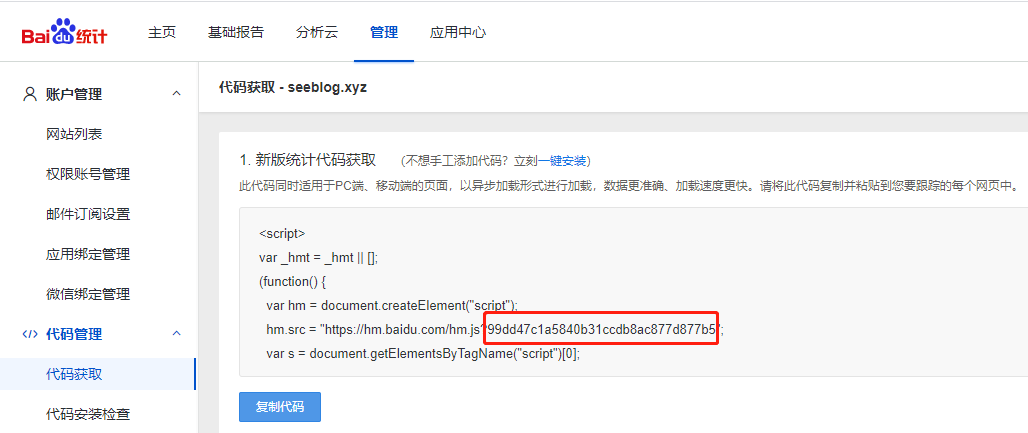 Baidu统计 主页 基础报告 分析云 管理 应用中心
账户管理
网站列表
权限账号管理
邮件订阅设置
应用绑定管理
微信绑定管理
代码管理
代码获取
代码安装检查
代码获取 - seeblog.xyz
1. 新版统计代码获取 (不想手工添加代码？立刻一键安装)
此代码同时适用于PC端、移动端的页面，以异步加载形式进行加载，数据更准确、加载速度更快。请将此代码复制并粘贴到您要跟踪的每个网页中。
<script>
var _hmt = _hmt || [];
(function() {
var hm = document.createElement("script");
hm.src = "https://hm.baidu.com/hm.js?99dd47c1a5840b31ccdb8ac877d877b5";
var s = document.getElementsByTagName("script")[0];
复制代码